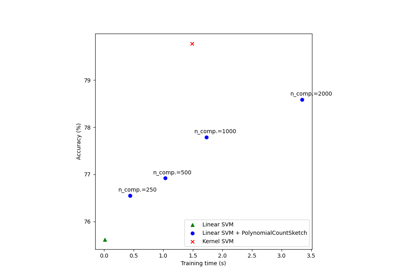 n_comp.=2000
n_comp.=1000
n_comp.=500
n_comp.=250
Accuracy (%)
79
78
77
76
Linear SVM
Linear SVM + PolynomialCountSketch
Kernel SVM
0.0 0.5 1.0 1.5 2.0 2.5 3.0 3.5
Training time (s)